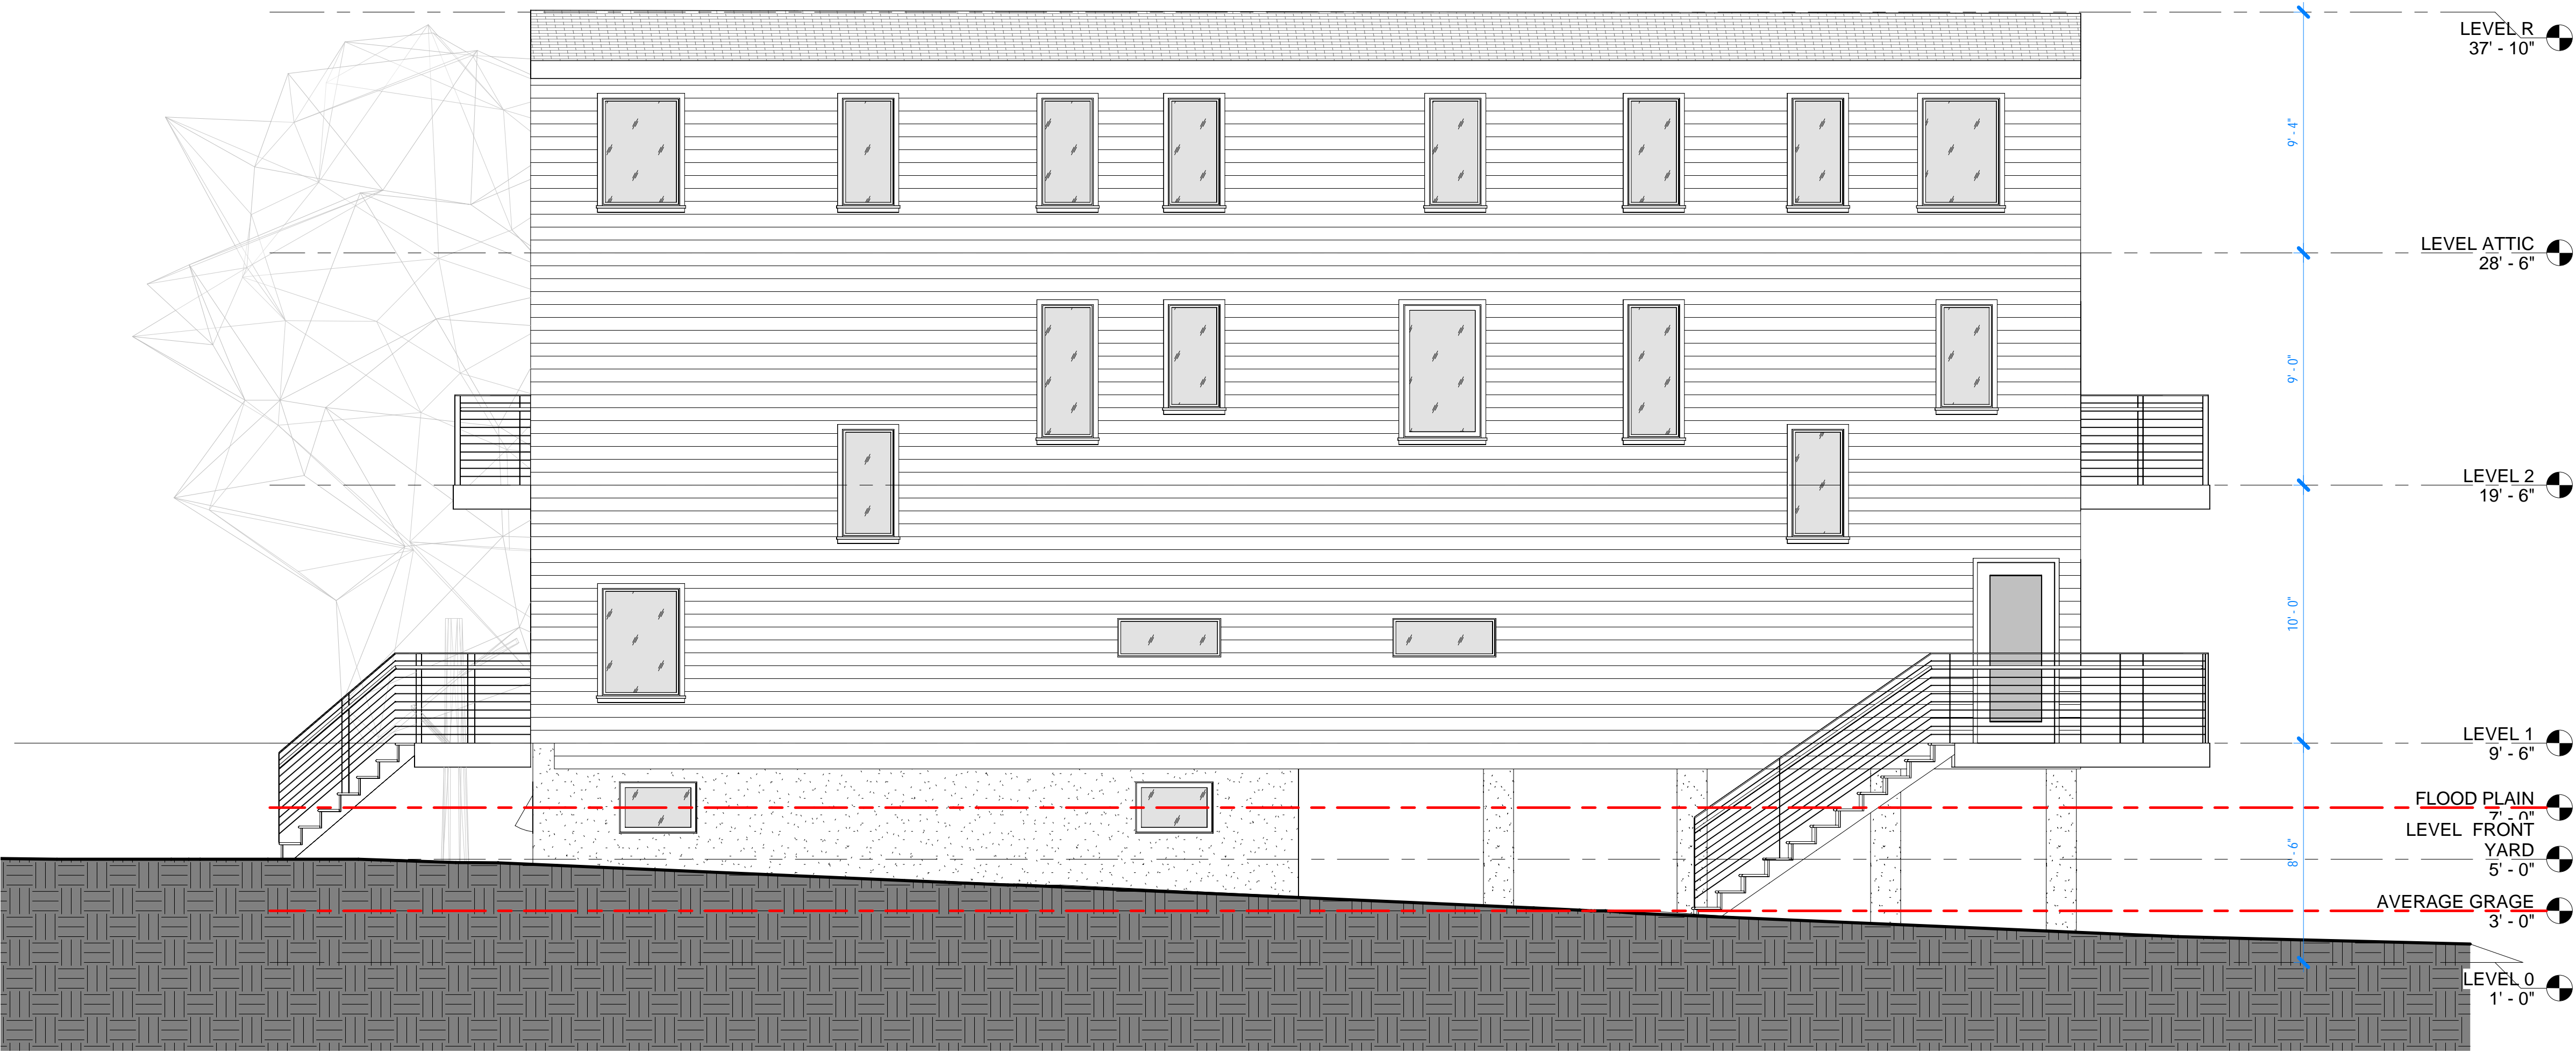 LEVEL R
37' - 10"
9' - 4"
LEVEL ATTIC
28' - 6"
9' - 0"
LEVEL 2
19' - 6"
10' - 0"
LEVEL 1
9' - 6"
FLOOD PLAIN
7' - 0"
LEVEL FRONT
YARD
5' - 0"
8' - 6"
AVERAGE GRAGE
3' - 0"
LEVEL 0
1' - 0"